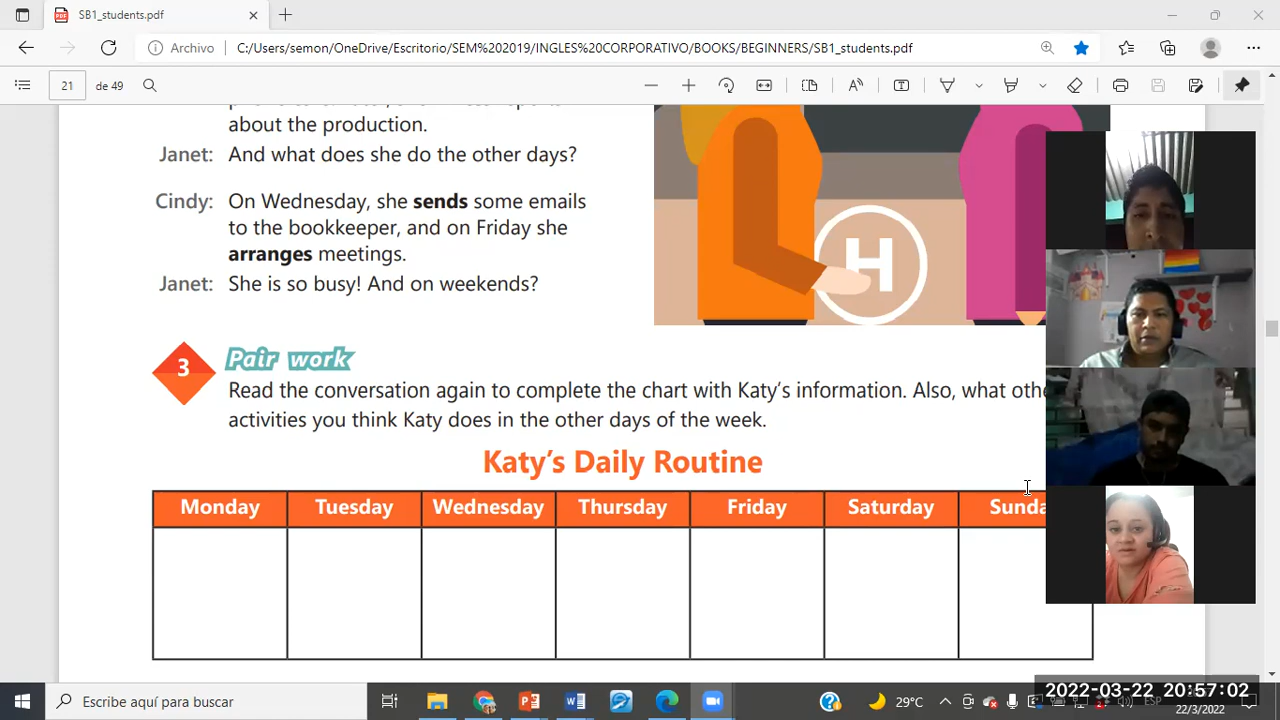 SB1_students.pdf
Archivo
C:/Users/semon/OneDrive/Escritorio/SEM%202019/INGLES%20CORPORATIVO/BOOKS/BEGINNERS/SB1_students.pdf
21 de 49
about the production.
Janet: And what does she do the other days?
Cindy: On Wednesday, she sends some emails
to the bookkeeper, and on Friday she
arranges meetings.
Janet: She is so busy! And on weekends?
H
3 Pair work
Read the conversation again to complete the chart with Katy's information. Also, what
activities you think Katy does in the other days of the week.
Katy's Daily Routine
Monday Tuesday Wednesday Thursday Friday Saturday
Escribe aquí para buscar
29°C
ESP
2022-03-22 20:57:02
22/3/2022